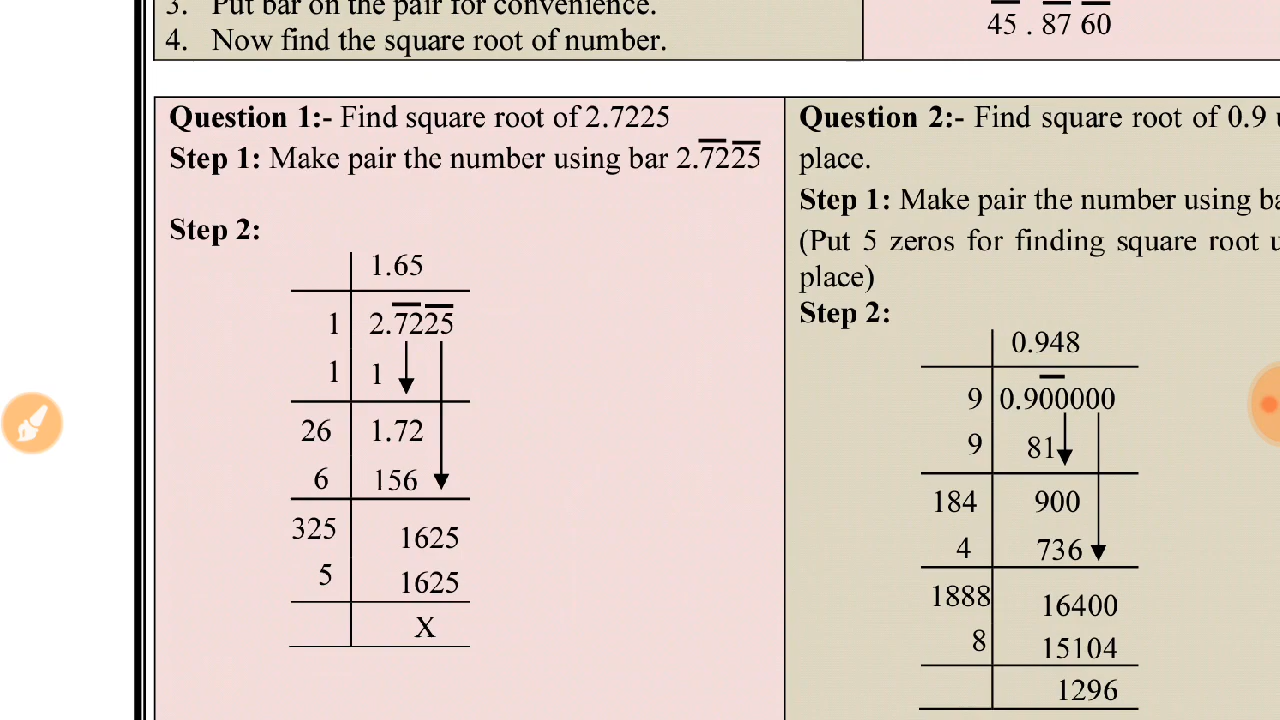 3. Put bar on the pair for convenience.
4. Now find the square root of number.
45 . 87 60
Question 1:- Find square root of 2.7225
Step 1: Make pair the number using bar 2.7225
Step 2:
1.65
1 2.7225
1 1
26 1.72
6 156
325 1625
5 1625
X
Question 2:- Find square root of 0.9
place.
Step 1: Make pair the number using
(Put 5 zeros for finding square root
place)
Step 2:
0.948
9 0.900000
9 81
184 900
4 736
1888 16400
8 15104
1296